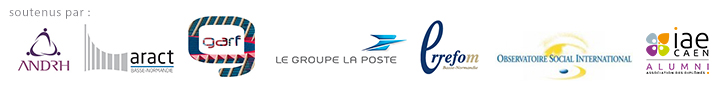 soutenus par :
ANDRH
aract
BASSE-NORMANDIE
garf
LE GROUPE LA POSTE
Errefom
Basse-Normandie
OBSERVATOIRE SOCIAL INTERNATIONAL
iae
CAEN
ALUMNI
ASSOCIATION DES DIPLÔMÉS